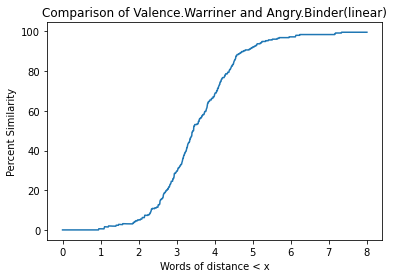 Comparison of Valence.Warriner and Angry.Binder(linear)
100
80
60
40
20
0
Percent Similarity
0 1 2 3 4 5 6 7 8
Words of distance < x